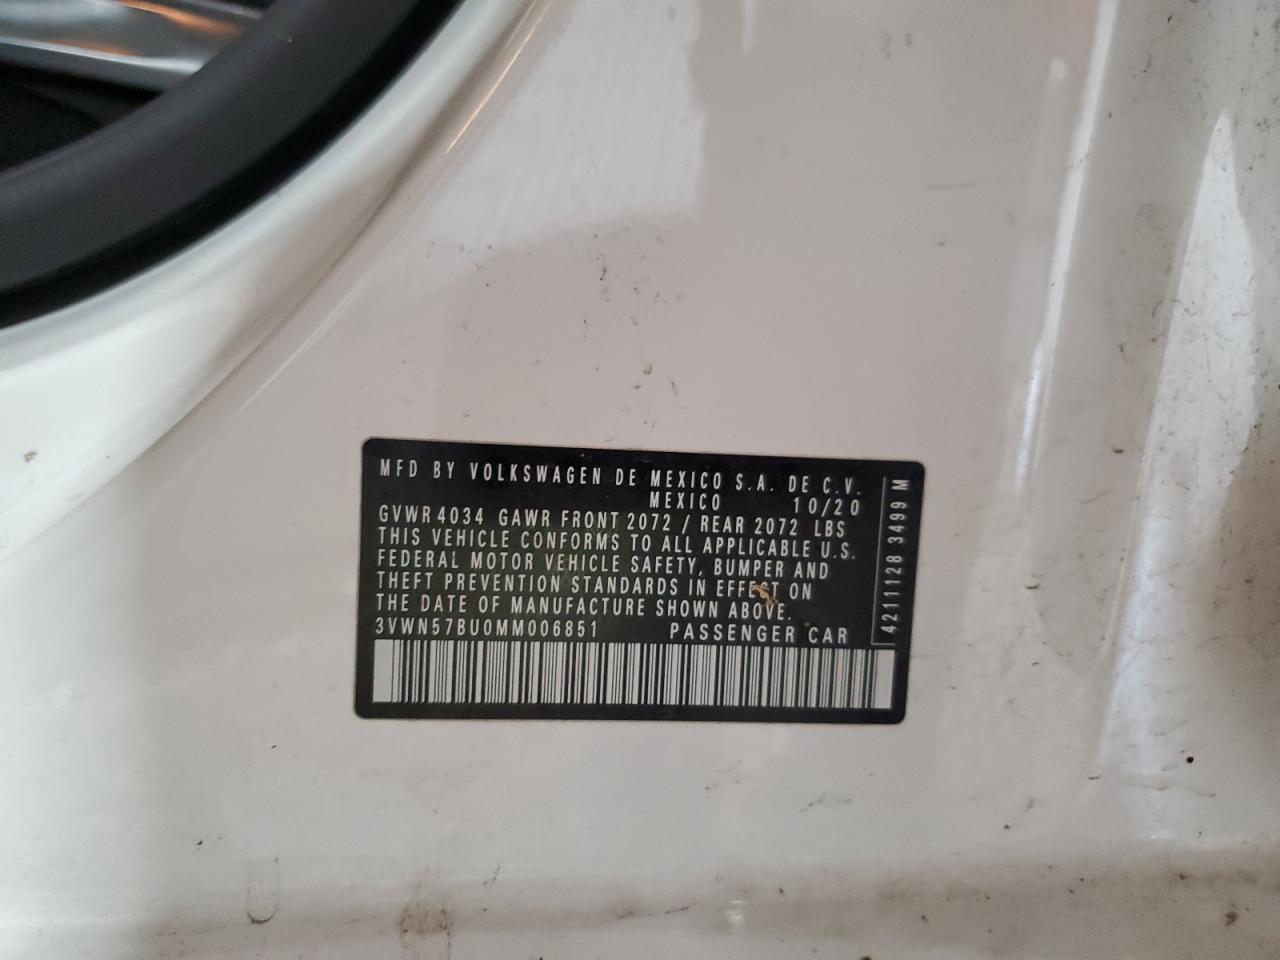 MFD BY VOLKSWAGEN DE MEXICO S.A. DE C.V.
MEXICO 10/20
GVWR 4034 GAWR FRONT 2072 / REAR 2072 LBS
THIS VEHICLE CONFORMS TO ALL APPLICABLE U.S.
FEDERAL MOTOR VEHICLE SAFETY, BUMPER AND
THEFT PREVENTION STANDARDS IN EFFECT ON
THE DATE OF MANUFACTURE SHOWN ABOVE.
3VWN57BU0MM006851 PASSENGER CAR
4211128 3499 M